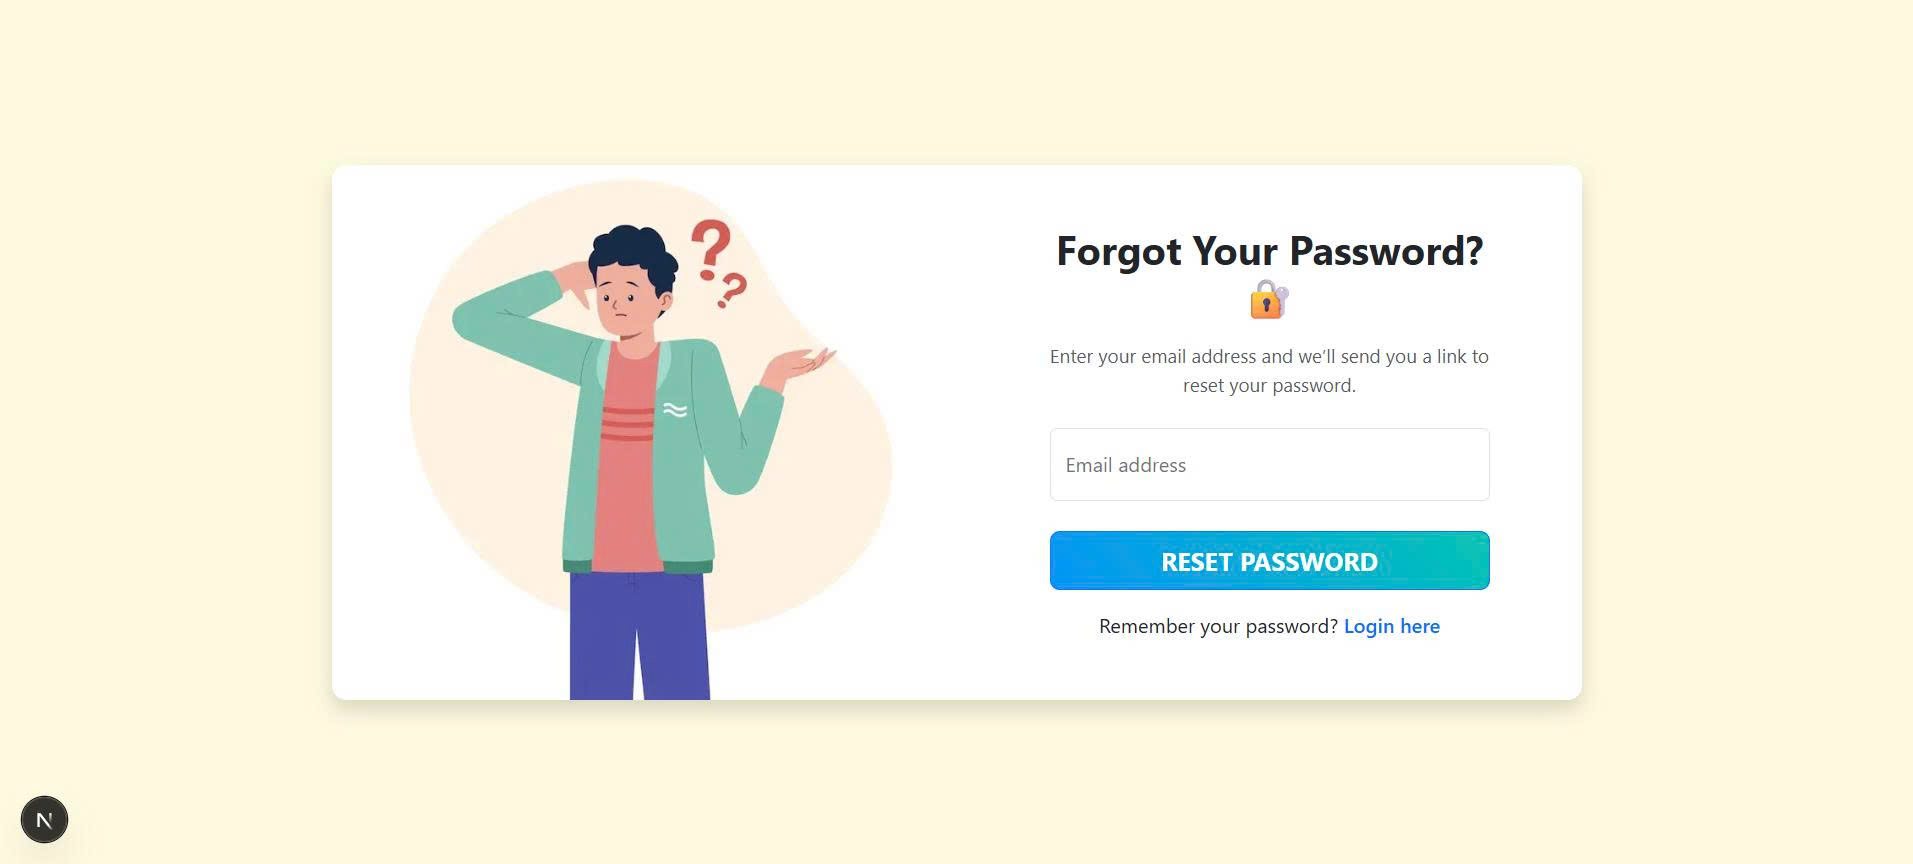 ??
Forgot Your Password?
🔐
Enter your email address and we’ll send you a link to
reset your password.
Email address
RESET PASSWORD
Remember your password? Login here
N